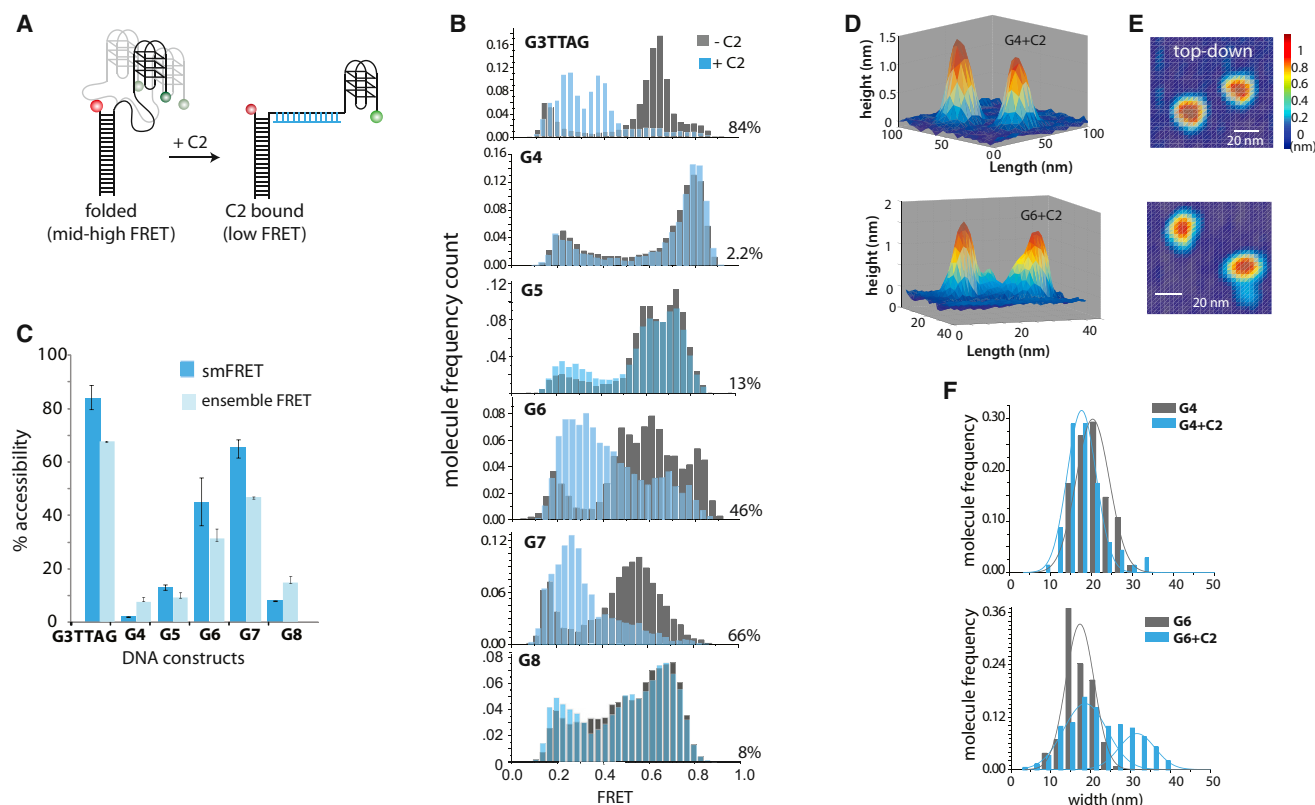 A
+ C2
folded
(mid-high FRET)
C2 bound
(low FRET)
B
G3TTAG
- C2
+ C2
0.16
0.12
0.08
0.04
0.00
84%
0.16
G4
0.12
0.08
0.04
0.00
2.2%
.12
G5
.08
.04
13%
G6
0.08
0.06
0.04
0.02
0.00
46%
0.12
G7
0.08
0.04
0.00
66%
.08
G8
.06
.04
.02
0
8%
0.0 0.2 0.4 0.6 0.8 1.0
FRET
molecule frequency count
C
100
80
60
40
20
0
% accessibility
smFRET
ensemble FRET
G3TTAG G4 G5 G6 G7 G8
DNA constructs
D
1.5
1.0
0.5
0
height (nm)
G4+C2
100 50 0 0 50 100
Length (nm)
2
1
0
0
height (nm)
G6+C2
20 40 0 20 40
Length (nm)
E
top-down
20 nm
1
0.8
0.6
0.4
0.2
0
(nm)
20 nm
F
0.30
0.20
0.10
0.00
molecule frequency
G4
G4+C2
0 10 20 30 40 50
0.36
0.24
0.12
0.00
molecule frequency
G6
G6+C2
0 10 20 30 40 50
width (nm)